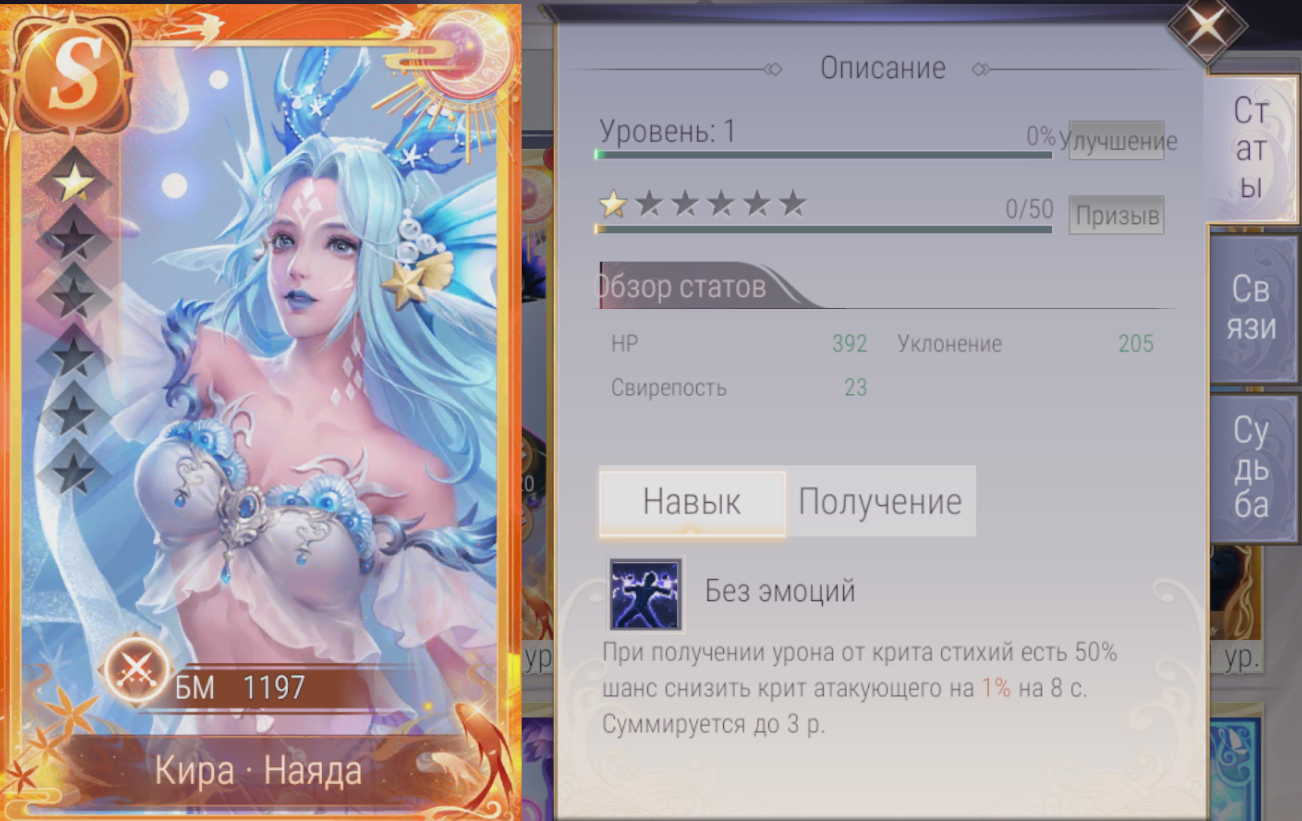 S
БМ 1197
Кира · Наяда
Описание
Уровень: 1
0%
Улучшение
0/50
Призыв
Обзор статов
HP 392 Уклонение 205
Свирепость 23
Навык Получение
Без эмоций
При получении урона от крита стихий есть 50%
шанс снизить крит атакующего на 1% на 8 с.
Суммируется до 3 р.
Ст
ат
ы
Св
язи
Су
дь
ба
ур.
ур.